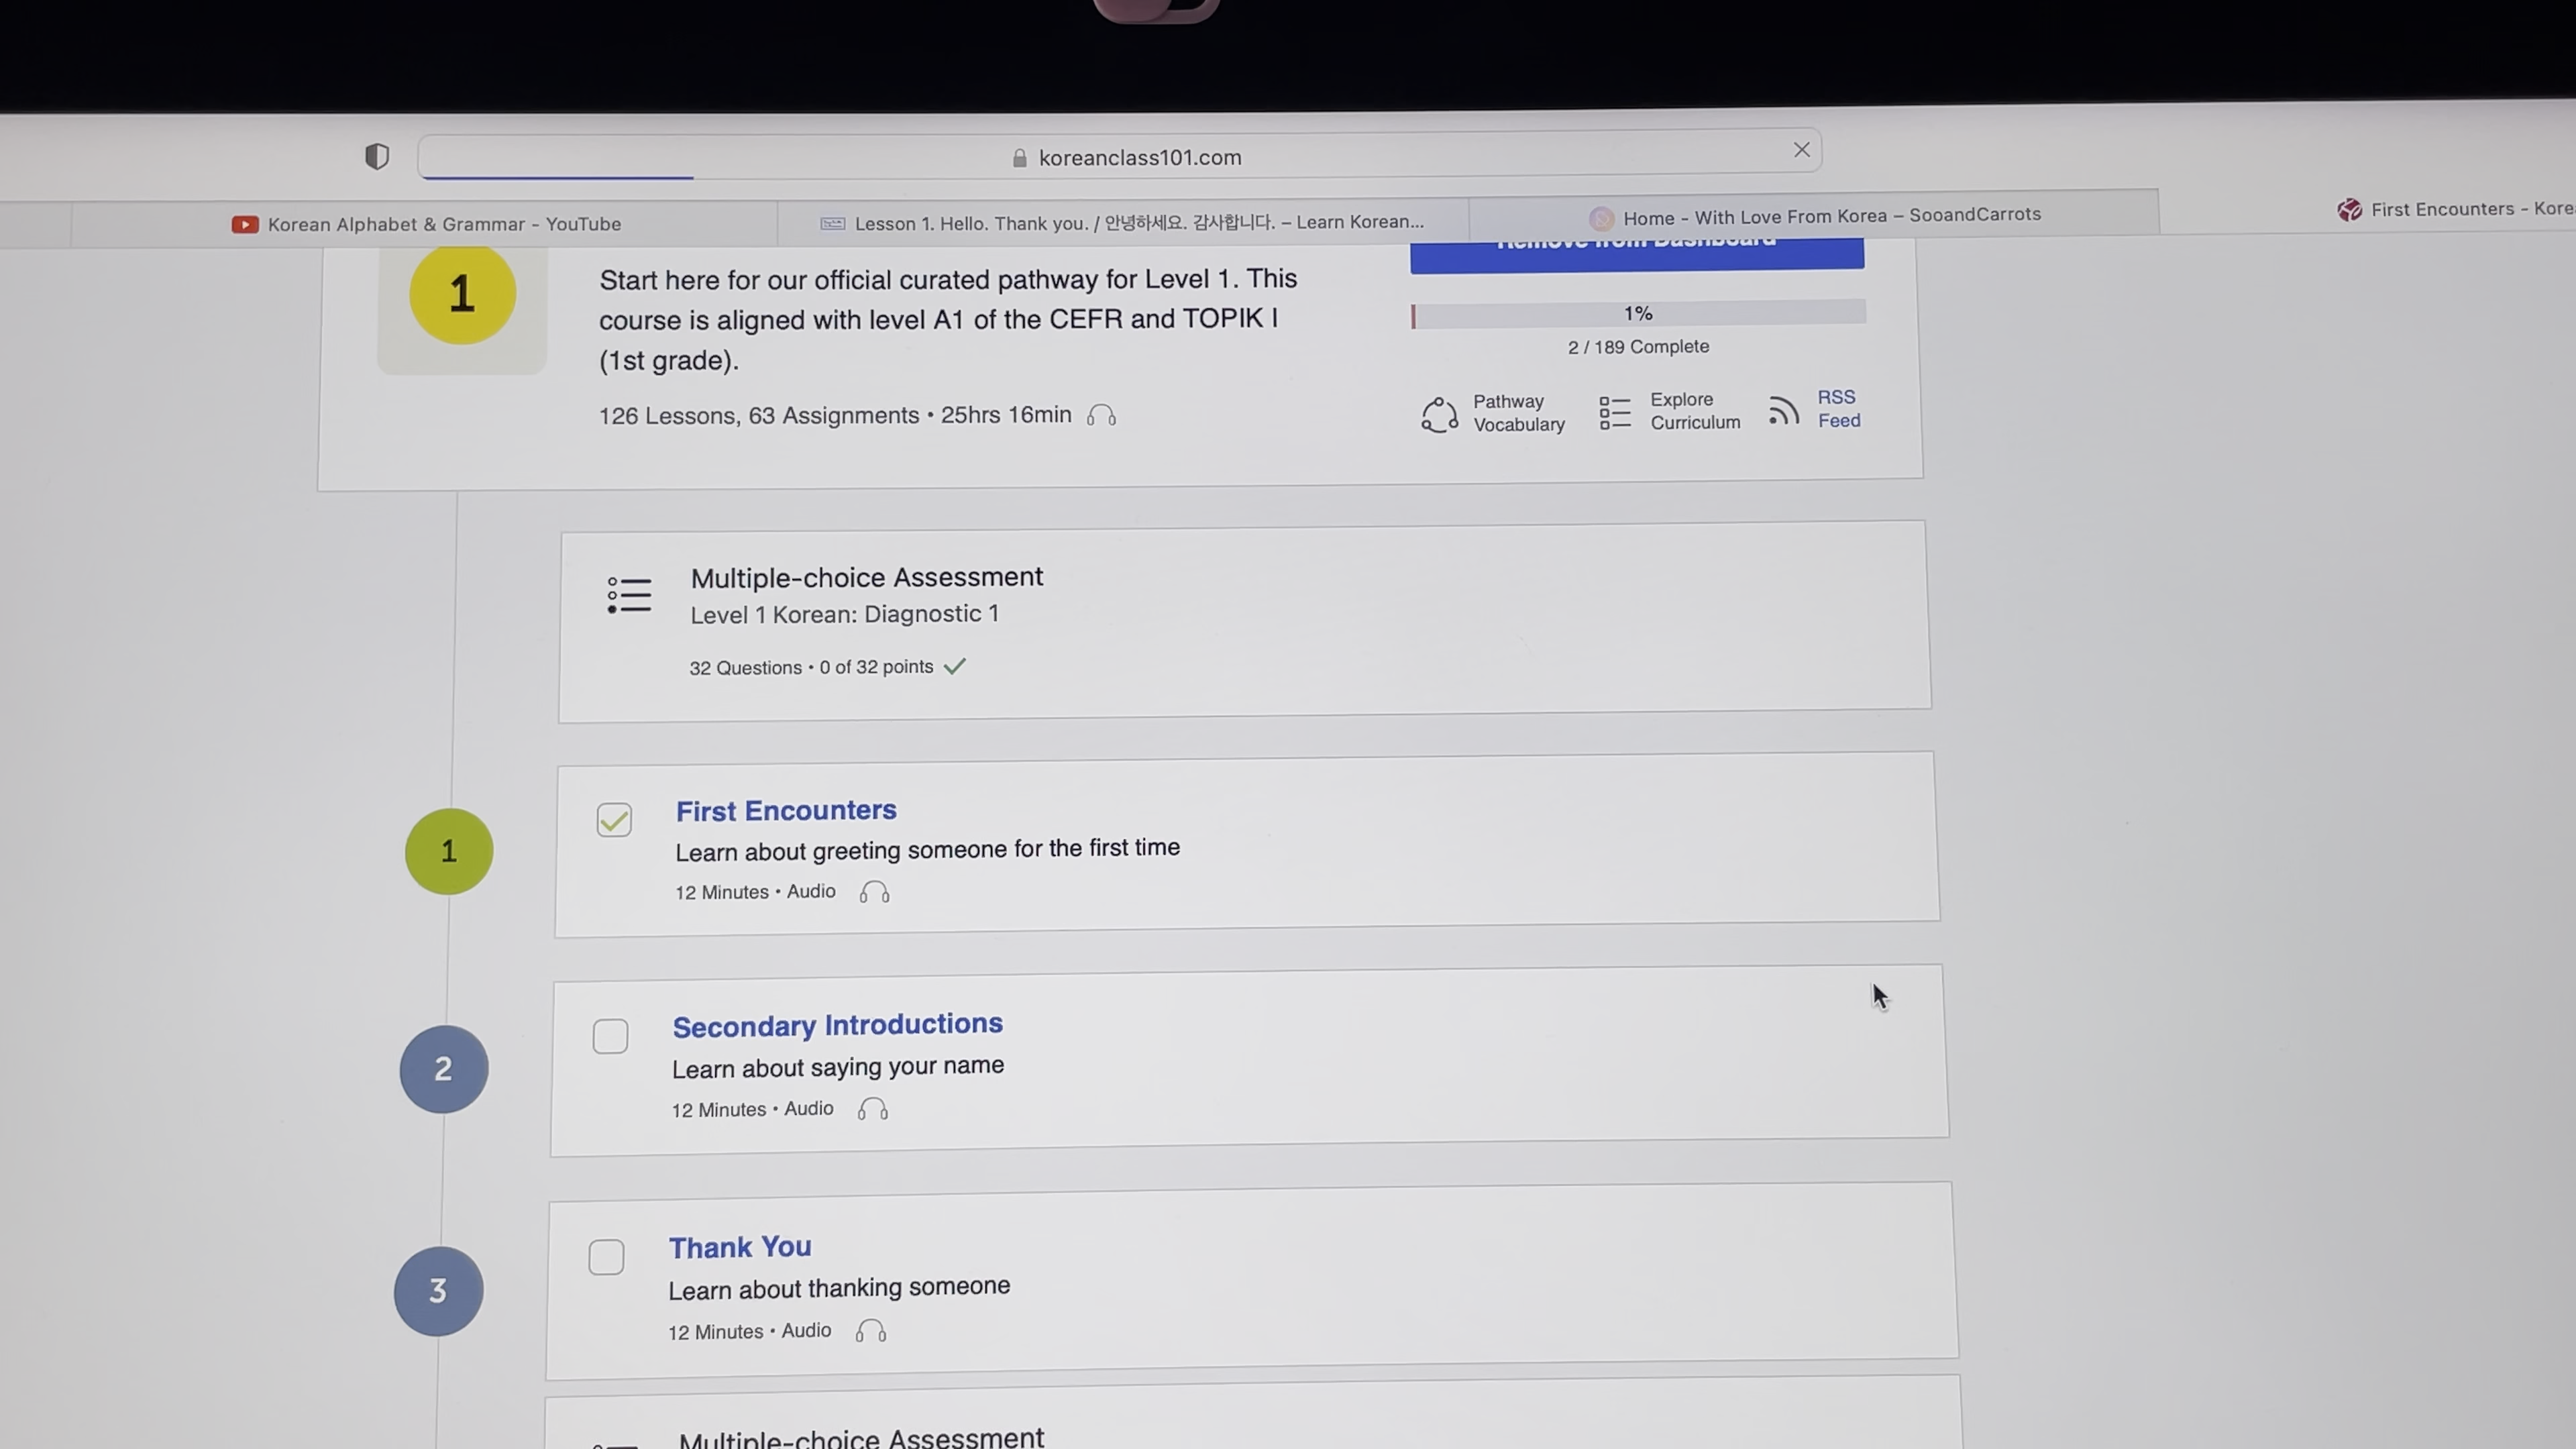 koreanclass101.com
Korean Alphabet & Grammar - YouTube
Lesson 1. Hello. Thank you. / 안녕하세요. 감사합니다. – Learn Korean...
Home - With Love From Korea – SooandCarrots
First Encounters - Kore
Remove from Dashboard
1
Start here for our official curated pathway for Level 1. This
course is aligned with level A1 of the CEFR and TOPIK I
(1st grade).
126 Lessons, 63 Assignments • 25hrs 16min
1%
2 / 189 Complete
Pathway
Vocabulary
Explore
Curriculum
RSS
Feed
Multiple-choice Assessment
Level 1 Korean: Diagnostic 1
32 Questions • 0 of 32 points
1
First Encounters
Learn about greeting someone for the first time
12 Minutes • Audio
2
Secondary Introductions
Learn about saying your name
12 Minutes • Audio
3
Thank You
Learn about thanking someone
12 Minutes • Audio
Multiple-choice Assessment